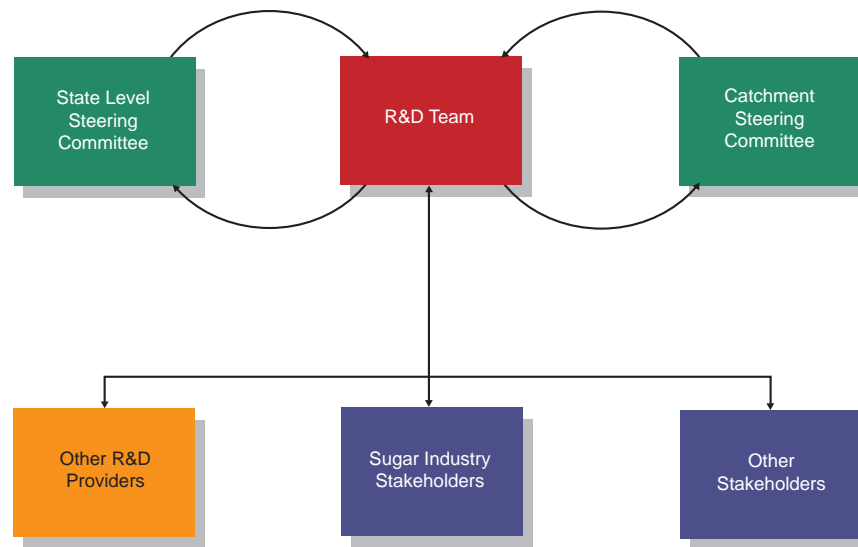 State Level
Steering
Committee
R&D Team
Catchment
Steering
Committee
Other R&D
Providers
Sugar Industry
Stakeholders
Other
Stakeholders